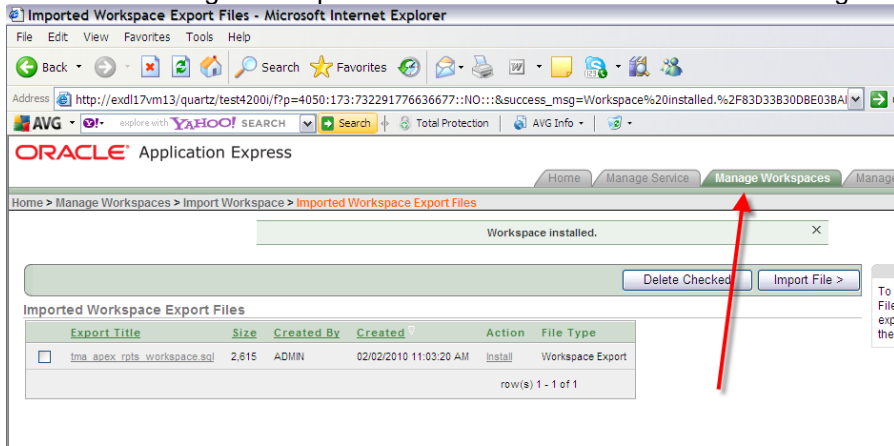 Imported Workspace Export Files - Microsoft Internet Explorer
File Edit View Favorites Tools Help
Back Search Favorites
Address http://exdl17vm13/quartz/test4200i/f?p=4050:173:732291776636677::NO:::&success_msg=Workspace%20installed.%2F83D33B30DBE03BA
AVG explore with YAHOO! SEARCH Search Total Protection AVG Info
ORACLE Application Express
Home Manage Service Manage Workspaces Manage
Home > Manage Workspaces > Import Workspace > Imported Workspace Export Files
Workspace installed. ×
Delete Checked Import File >
To
File
exp
the
Imported Workspace Export Files
Export Title Size Created By Created Action File Type
tma_apex_rpts_workspace.sql 2,615 ADMIN 02/02/2010 11:03:20 AM Install Workspace Export
row(s) 1 - 1 of 1